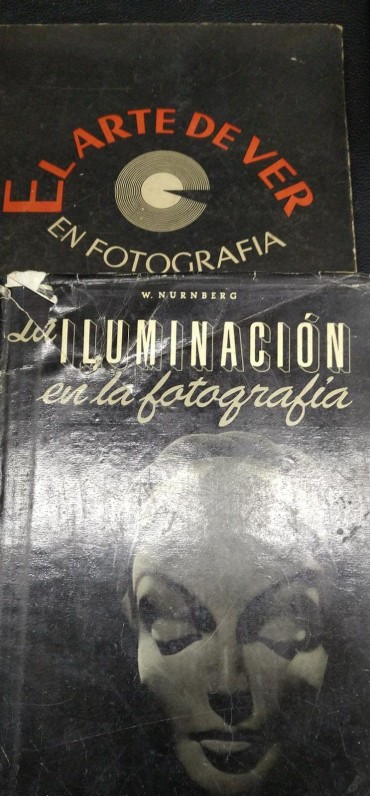 EL ARTE DE VER
EN FOTOGRAFIA
W. NURNBERG
La ILUMINACIÓN
en la fotografía